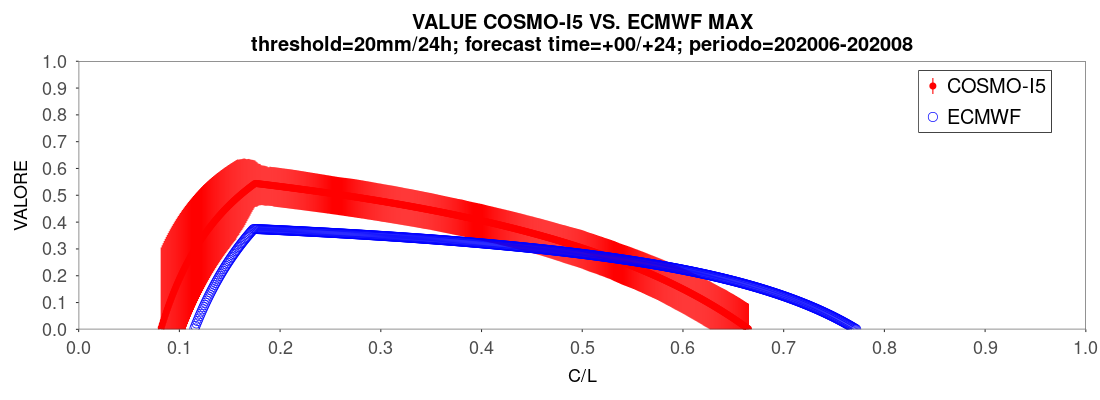 VALUE COSMO-I5 VS. ECMWF MAX
threshold=20mm/24h; forecast time=+00/+24; periodo=202006-202008
1.0
0.9
0.8
0.7
0.6
0.5
0.4
0.3
0.2
0.1
0.0
VALORE
COSMO-I5
ECMWF
0.0 0.1 0.2 0.3 0.4 0.5 0.6 0.7 0.8 0.9 1.0
C/L